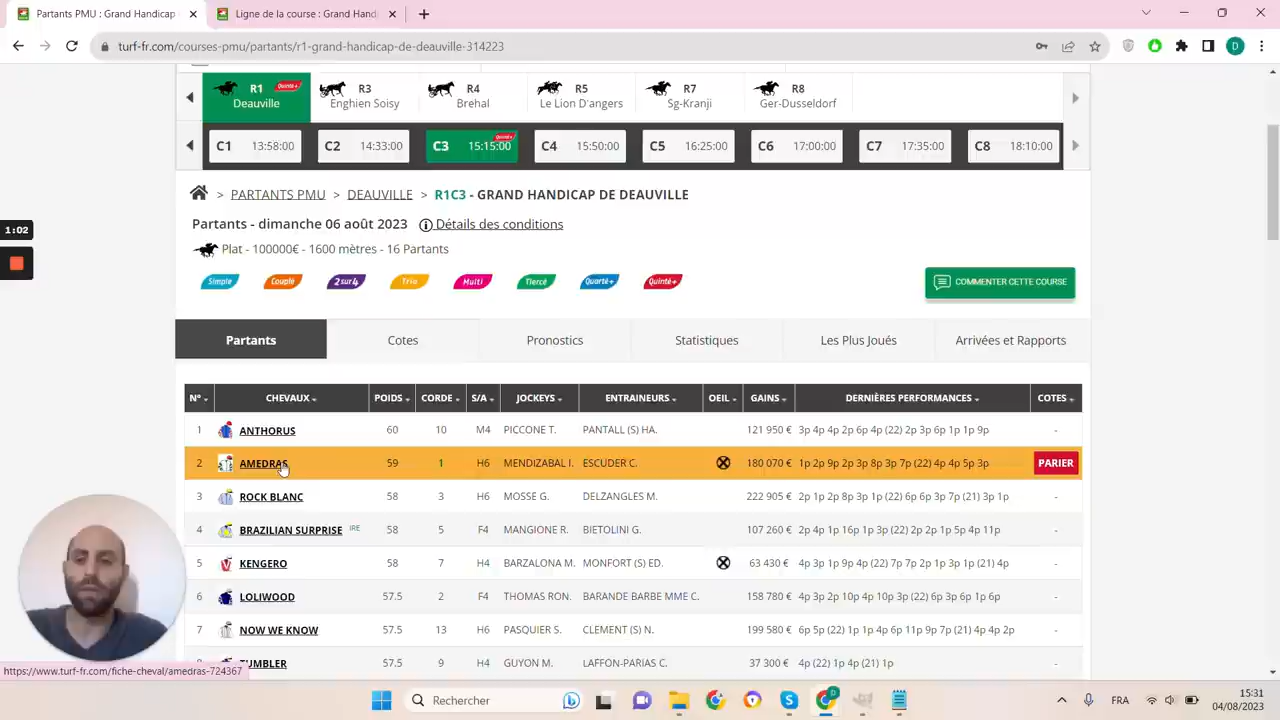 Partants PMU : Grand Handicap
Ligne de la course : Grand Handi
turf-fr.com/courses-pmu/partants/r1-grand-handicap-de-deauville-314223
R1 Quinté+
Deauville
R3
Enghien Soisy
R4
Brehal
R5
Le Lion D'angers
R7
Sg-Kranji
R8
Ger-Dusseldorf
C1 13:58:00
C2 14:33:00
C3 15:15:00 Quinté+
C4 15:50:00
C5 16:25:00
C6 17:00:00
C7 17:35:00
C8 18:10:00
> PARTANTS PMU > DEAUVILLE > R1C3 - GRAND HANDICAP DE DEAUVILLE
1:02
Partants - dimanche 06 août 2023 Détails des conditions
Plat - 100000€ - 1600 mètres - 16 Partants
Simple Couplé 2sur4 Trio Multi Tiercé Quarté+ Quinté+
COMMENTER CETTE COURSE
Partants Cotes Pronostics Statistiques Les Plus Joués Arrivées et Rapports
N° CHEVAUX POIDS CORDE S/A JOCKEYS ENTRAINEURS OEIL GAINS DERNIÈRES PERFORMANCES COTES
1 ANTHORUS 60 10 M4 PICCONE T. PANTALL (S) HA. 121 950 € 3p 4p 4p 2p 6p 4p (22) 2p 3p 6p 1p 1p 9p -
2 AMEDRAS 59 1 H6 MENDIZABAL I. ESCUDER C. 180 070 € 1p 2p 9p 2p 3p 8p 3p 7p (22) 4p 4p 5p 3p PARIER
3 ROCK BLANC 58 3 H6 MOSSE G. DELZANGLES M. 222 905 € 2p 1p 2p 8p 3p 1p (22) 6p 6p 3p 7p (21) 3p 1p -
4 BRAZILIAN SURPRISE IRE 58 5 F4 MANGIONE R. BIETOLINI G. 107 260 € 2p 4p 1p 16p 1p 3p (22) 2p 2p 1p 5p 4p 11p -
5 KENGERO 58 7 H4 BARZALONA M. MONFORT (S) ED. 63 430 € 4p 3p 1p 9p 4p (22) 7p 7p 2p 1p 3p 1p (21) 4p -
6 LOLIWOOD 57.5 2 F4 THOMAS RON. BARANDE BARBE MME C. 158 780 € 4p 3p 2p 10p 4p 10p 3p (22) 6p 3p 6p 1p 6p -
7 NOW WE KNOW 57.5 13 H6 PASQUIER S. CLEMENT (S) N. 199 580 € 6p 5p (22) 1p 1p 4p 6p 11p 9p 7p (21) 4p 4p 2p -
8 TUMBLER 57.5 9 H4 GUYON M. LAFFON-PARIAS C. 37 300 € 4p (22) 1p 4p (21) 1p -
https://www.turf-fr.com/fiche-cheval/amedras-724367
Rechercher
FRA
15:31
04/08/2023